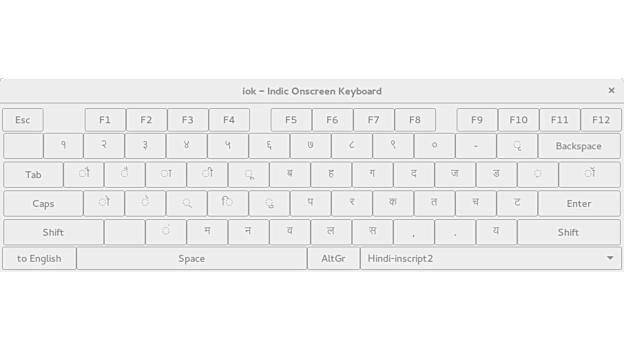 iok – Indic Onscreen Keyboard ×
Esc F1 F2 F3 F4 F5 F6 F7 F8 F9 F10 F11 F12
१ २ ३ ४ ५ ६ ७ ८ ९ ० - ृ Backspace
Tab ौ ै ा ी ू ब ह ग द ज ड ़ ॉ
Caps ो े ् ि ु प र क त च ट Enter
Shift ं म न व ल स , . य Shift
to English Space AltGr Hindi-inscript2